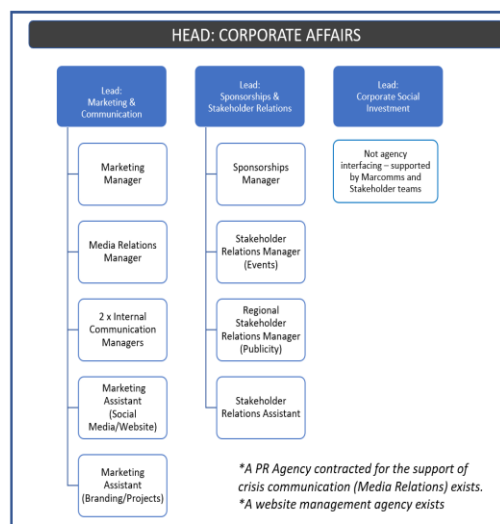 HEAD: CORPORATE AFFAIRS
Lead:
Marketing &
Communication
Marketing
Manager
Media Relations
Manager
2 x Internal
Communication
Managers
Marketing
Assistant
(Social
Media/Website)
Marketing
Assistant
(Branding/Projects)
Lead:
Sponsorships &
Stakeholder Relations
Sponsorships
Manager
Stakeholder
Relations Manager
(Events)
Regional
Stakeholder
Relations Manager
(Publicity)
Stakeholder
Relations Assistant
Lead:
Corporate Social
Investment
Not agency
interfacing – supported
by Marcomms and
Stakeholder teams
*A PR Agency contracted for the support of
crisis communication (Media Relations) exists.
*A website management agency exists